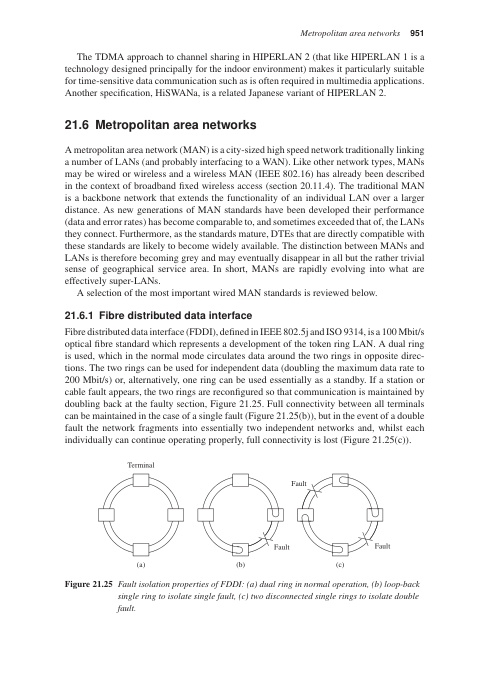 Metropolitan area networks 951
The TDMA approach to channel sharing in HIPERLAN 2 (that like HIPERLAN 1 is a
technology designed principally for the indoor environment) makes it particularly suitable
for time-sensitive data communication such as is often required in multimedia applications.
Another specification, HiSWANa, is a related Japanese variant of HIPERLAN 2.
21.6 Metropolitan area networks
A metropolitan area network (MAN) is a city-sized high speed network traditionally linking
a number of LANs (and probably interfacing to a WAN). Like other network types, MANs
may be wired or wireless and a wireless MAN (IEEE 802.16) has already been described
in the context of broadband fixed wireless access (section 20.11.4). The traditional MAN
is a backbone network that extends the functionality of an individual LAN over a larger
distance. As new generations of MAN standards have been developed their performance
(data and error rates) has become comparable to, and sometimes exceeded that of, the LANs
they connect. Furthermore, as the standards mature, DTEs that are directly compatible with
these standards are likely to become widely available. The distinction between MANs and
LANs is therefore becoming grey and may eventually disappear in all but the rather trivial
sense of geographical service area. In short, MANs are rapidly evolving into what are
effectively super-LANs.
A selection of the most important wired MAN standards is reviewed below.
21.6.1 Fibre distributed data interface
Fibre distributed data interface (FDDI), defined in IEEE 802.5j and ISO 9314, is a 100 Mbit/s
optical fibre standard which represents a development of the token ring LAN. A dual ring
is used, which in the normal mode circulates data around the two rings in opposite direc-
tions. The two rings can be used for independent data (doubling the maximum data rate to
200 Mbit/s) or, alternatively, one ring can be used essentially as a standby. If a station or
cable fault appears, the two rings are reconfigured so that communication is maintained by
doubling back at the faulty section, Figure 21.25. Full connectivity between all terminals
can be maintained in the case of a single fault (Figure 21.25(b)), but in the event of a double
fault the network fragments into essentially two independent networks and, whilst each
individually can continue operating properly, full connectivity is lost (Figure 21.25(c)).
Terminal
Fault
Fault
Fault
(a) (b) (c)
Figure 21.25 Fault isolation properties of FDDI: (a) dual ring in normal operation, (b) loop-back
single ring to isolate single fault, (c) two disconnected single rings to isolate double
fault.